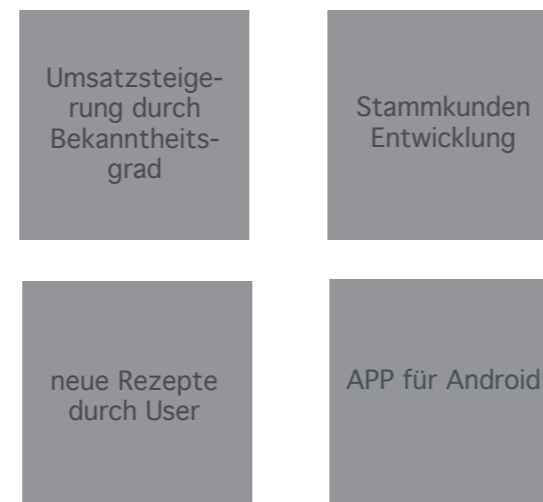 Umsatzsteige-
rung durch
Bekanntheits-
grad
Stammkunden
Entwicklung
neue Rezepte
durch User
APP für Android